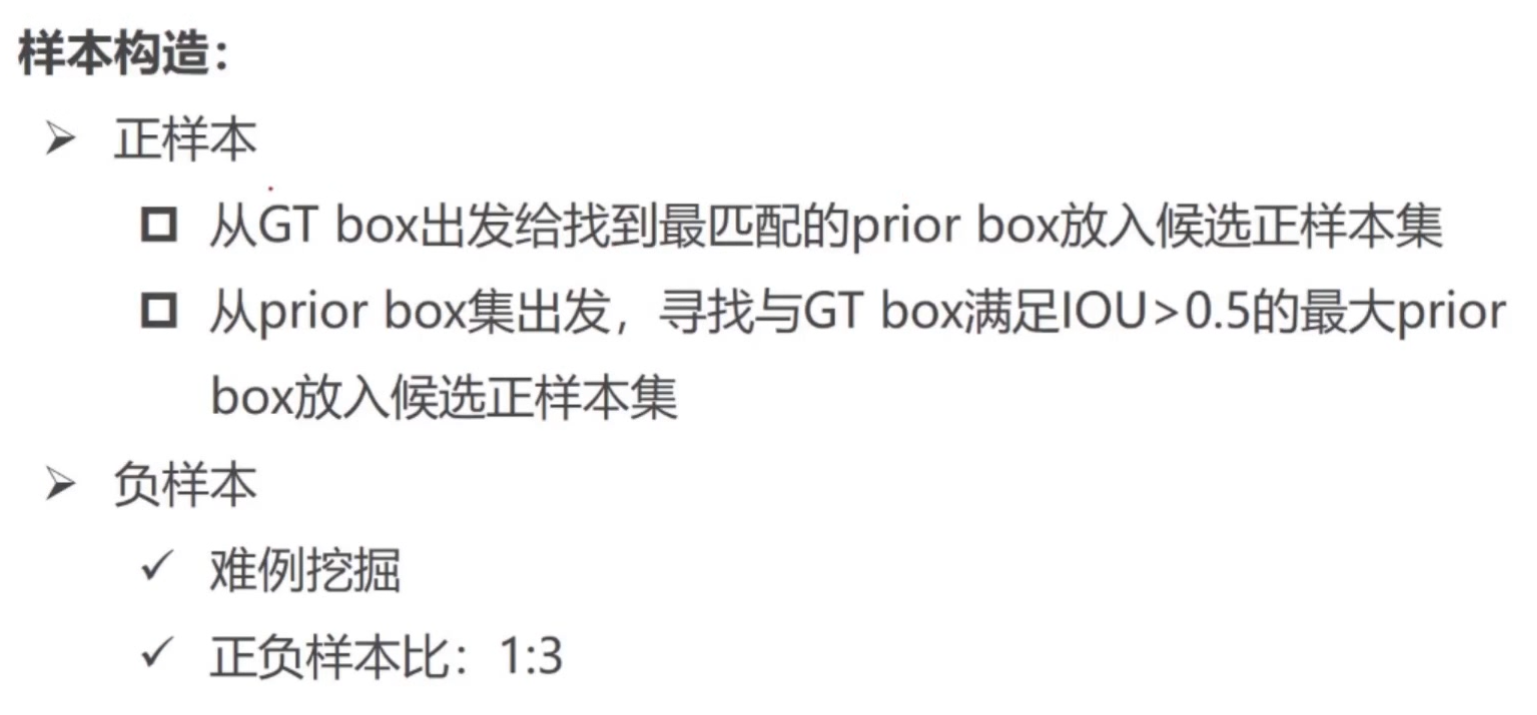 样本构造：
➢ 正样本
从GT box出发给找到最匹配的prior box放入候选正样本集
从prior box集出发，寻找与GT box满足IOU>0.5的最大prior
box放入候选正样本集
➢ 负样本
✓ 难例挖掘
✓ 正负样本比：1:3